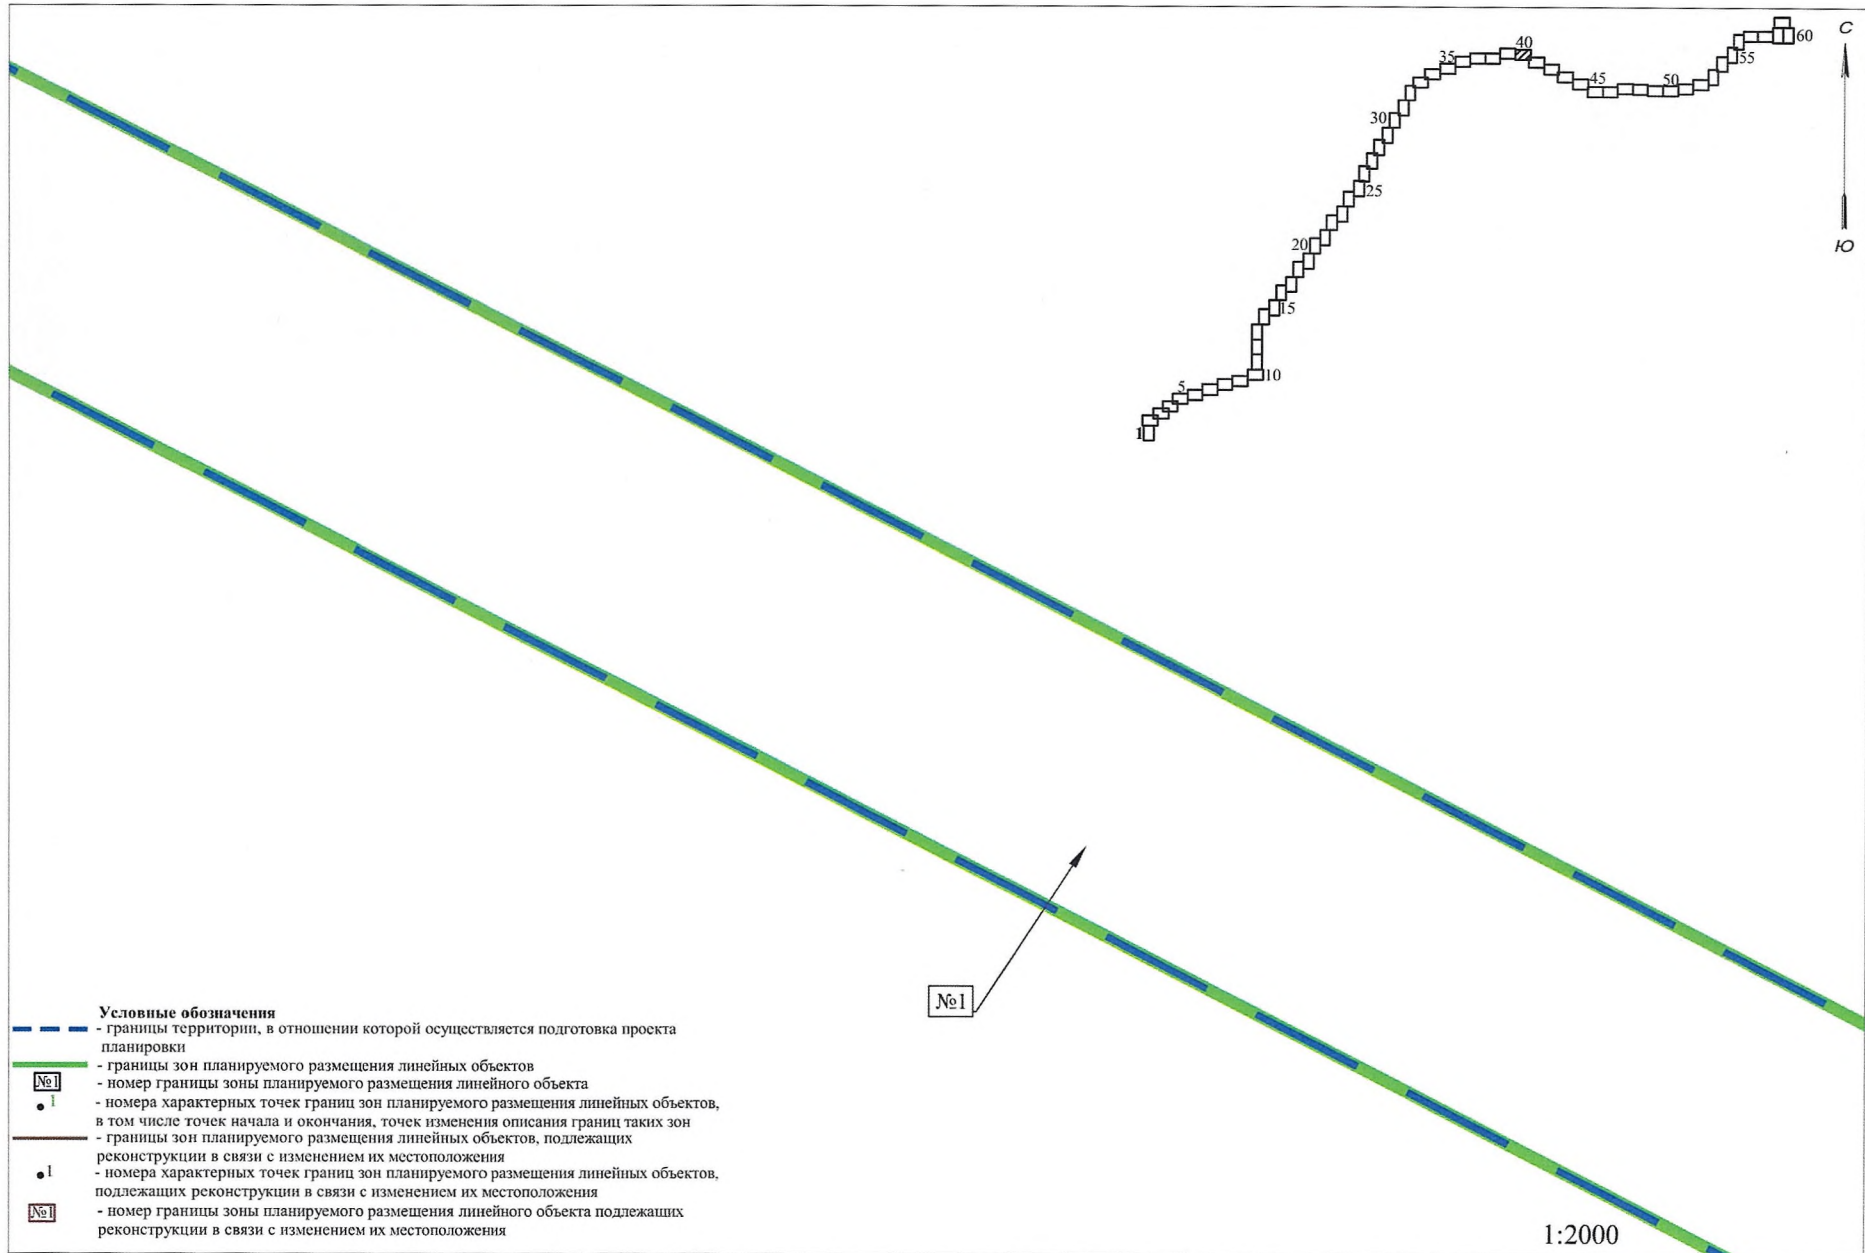 С
Ю
60
55
50
45
40
35
30
25
20
15
10
5
1
№1
Условные обозначения
- границы территории, в отношении которой осуществляется подготовка проекта
планировки
- границы зон планируемого размещения линейных объектов
№1
- номер границы зоны планируемого размещения линейного объекта
1
- номера характерных точек границ зон планируемого размещения линейных объектов,
в том числе точек начала и окончания, точек изменения описания границ таких зон
- границы зон планируемого размещения линейных объектов, подлежащих
реконструкции в связи с изменением их местоположения
1
- номера характерных точек границ зон планируемого размещения линейных объектов,
подлежащих реконструкции в связи с изменением их местоположения
№1
- номер границы зоны планируемого размещения линейного объекта подлежащих
реконструкции в связи с изменением их местоположения
1:2000